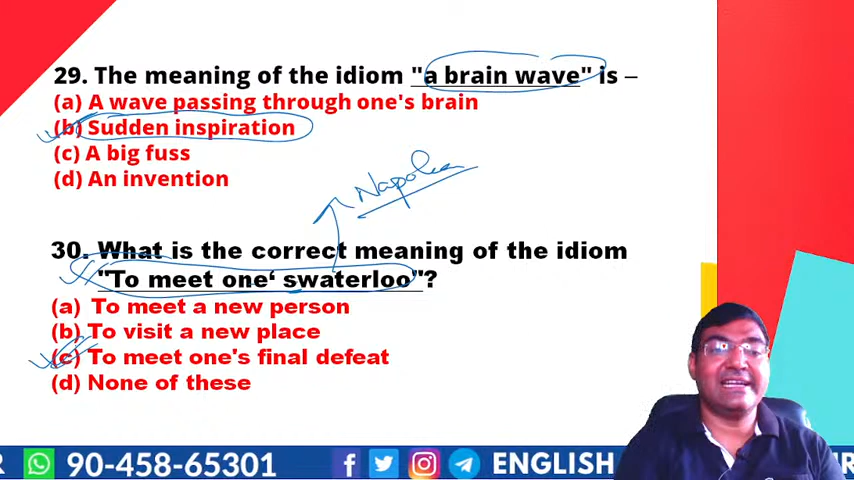 29. The meaning of the idiom "a brain wave" is –
(a) A wave passing through one's brain
(b) Sudden inspiration
(c) A big fuss
(d) An invention
Napoleon
30. What is the correct meaning of the idiom
"To meet one‘ swaterloo"?
(a) To meet a new person
(b) To visit a new place
(c) To meet one's final defeat
(d) None of these
R 90-458-65301 ENGLISH